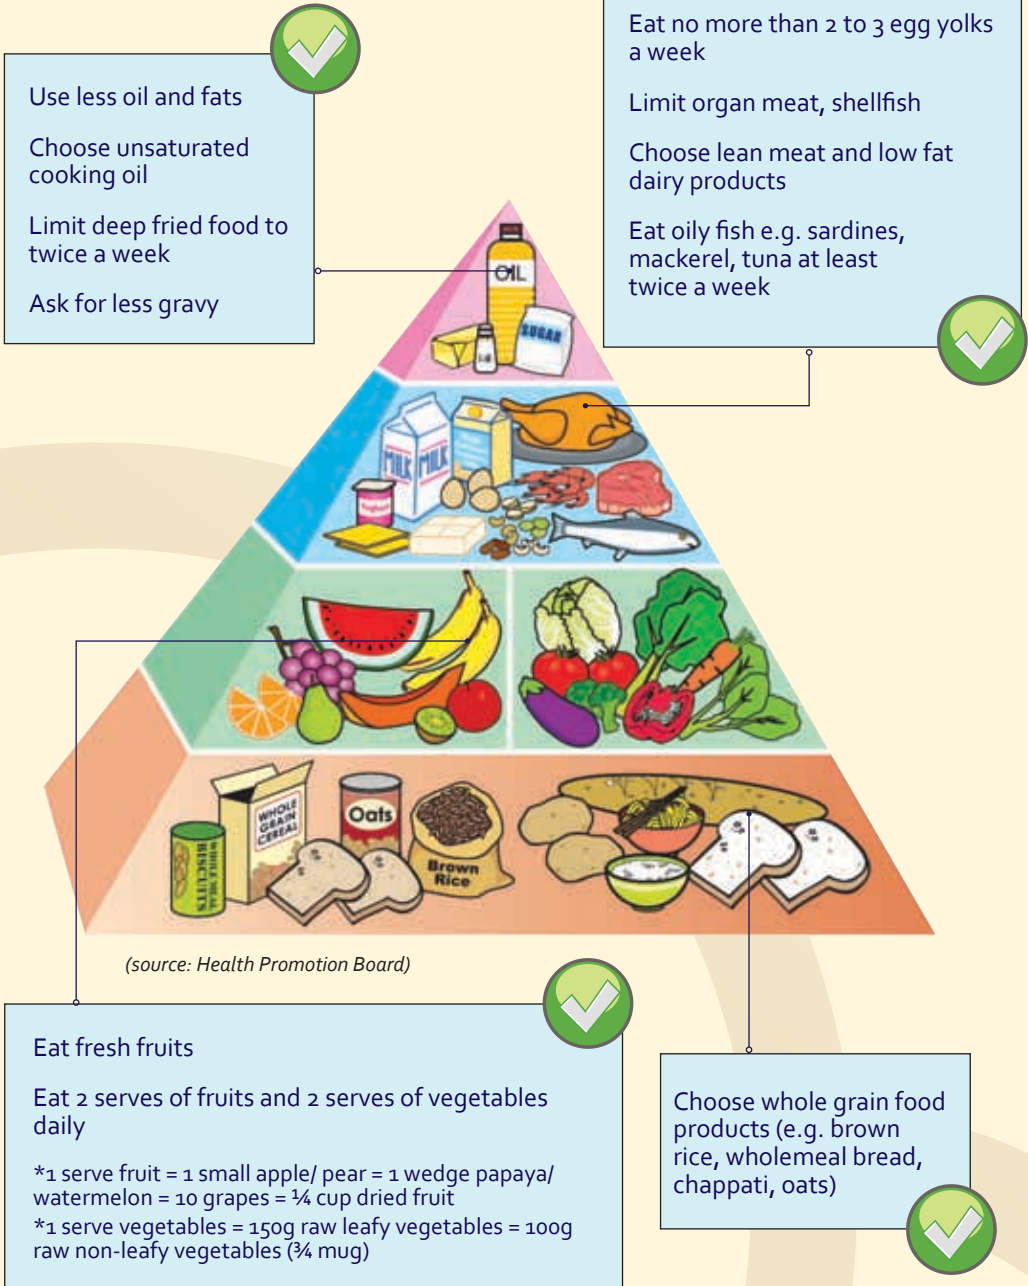 Use less oil and fats
Choose unsaturated
cooking oil
Limit deep fried food to
twice a week
Ask for less gravy
Eat no more than 2 to 3 egg yolks
a week
Limit organ meat, shellfish
Choose lean meat and low fat
dairy products
Eat oily fish e.g. sardines,
mackerel, tuna at least
twice a week
OIL
SUGAR
MILK
MILK
Yoghurt
WHOLE
GRAIN
CEREAL
Oats
WHOLEMEAL
BISCUITS
Brown
Rice
(source: Health Promotion Board)
Eat fresh fruits
Eat 2 serves of fruits and 2 serves of vegetables
daily
*1 serve fruit = 1 small apple/ pear = 1 wedge papaya/
watermelon = 10 grapes = ¼ cup dried fruit
*1 serve vegetables = 150g raw leafy vegetables = 100g
raw non-leafy vegetables (¾ mug)
Choose whole grain food
products (e.g. brown
rice, wholemeal bread,
chappati, oats)